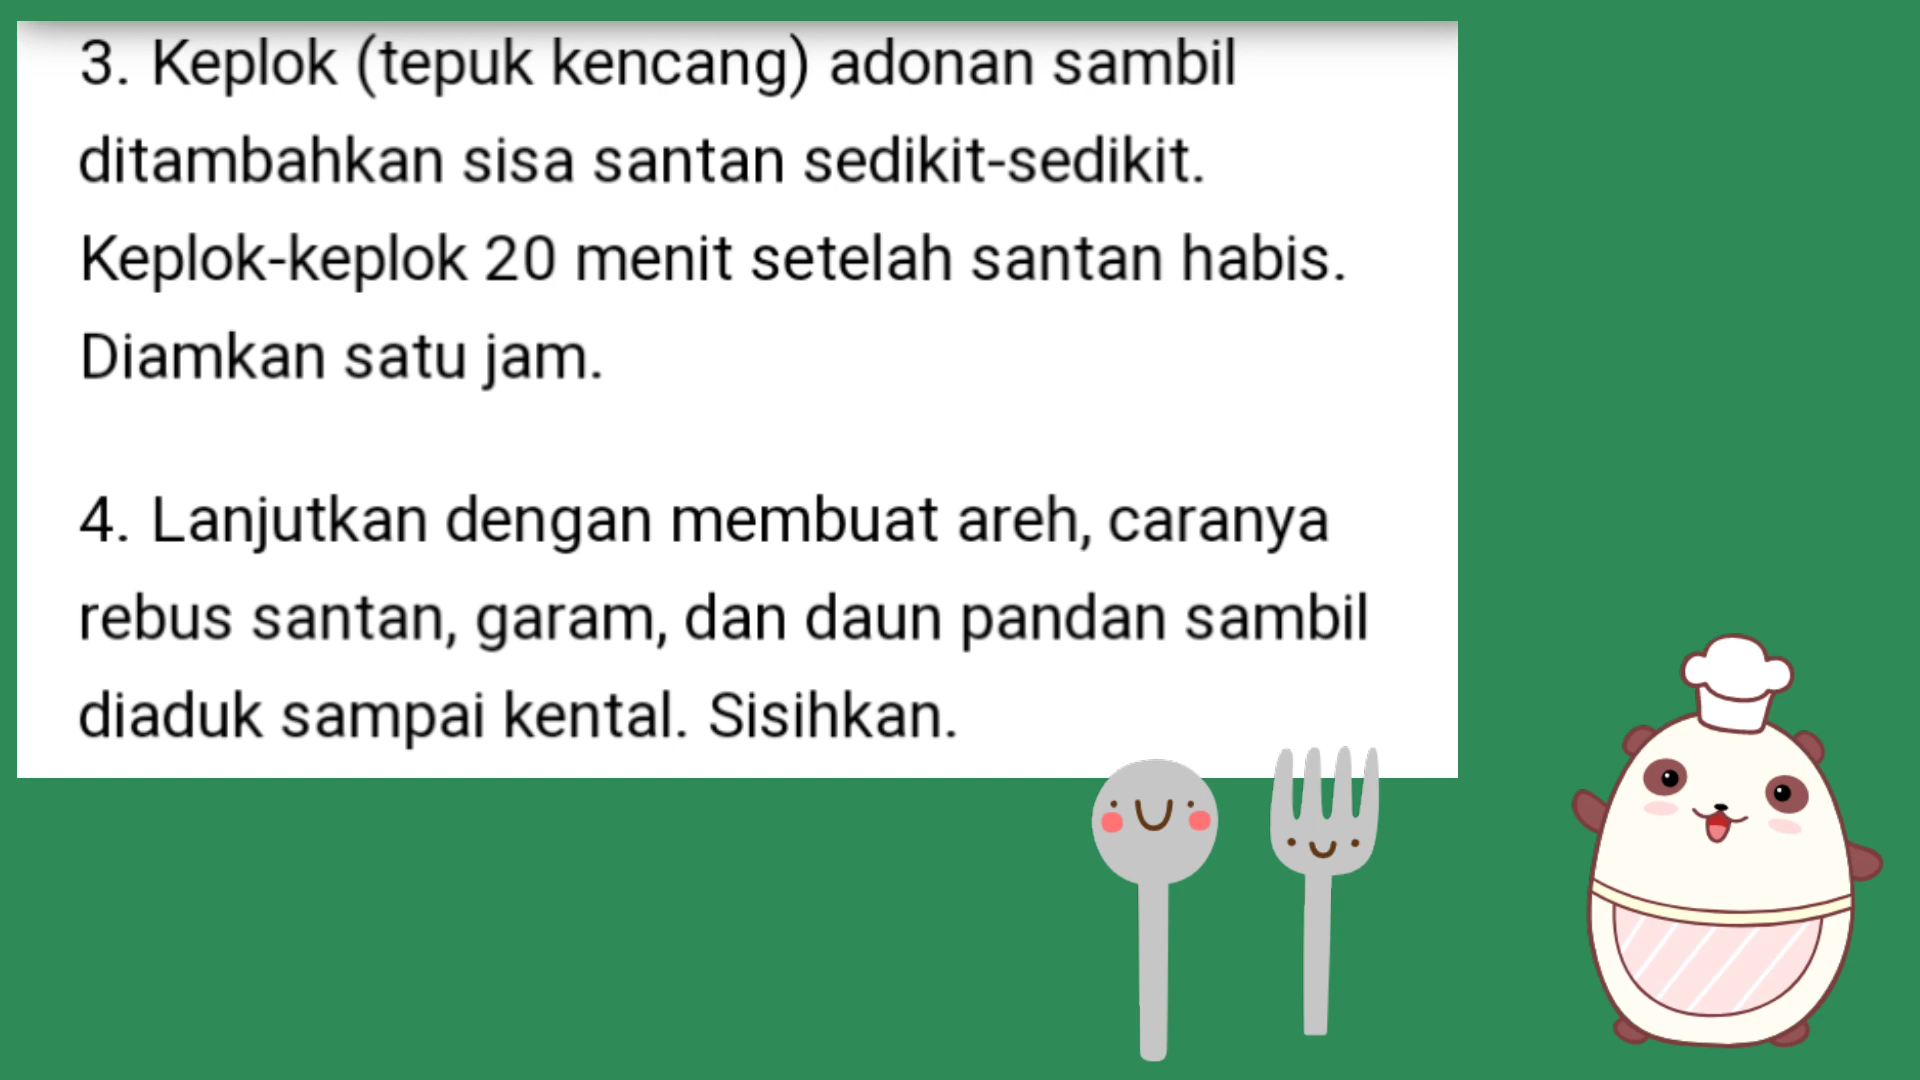 3. Keplok (tepuk kencang) adonan sambil
ditambahkan sisa santan sedikit-sedikit.
Keplok-keplok 20 menit setelah santan habis.
Diamkan satu jam.
4. Lanjutkan dengan membuat areh, caranya
rebus santan, garam, dan daun pandan sambil
diaduk sampai kental. Sisihkan.